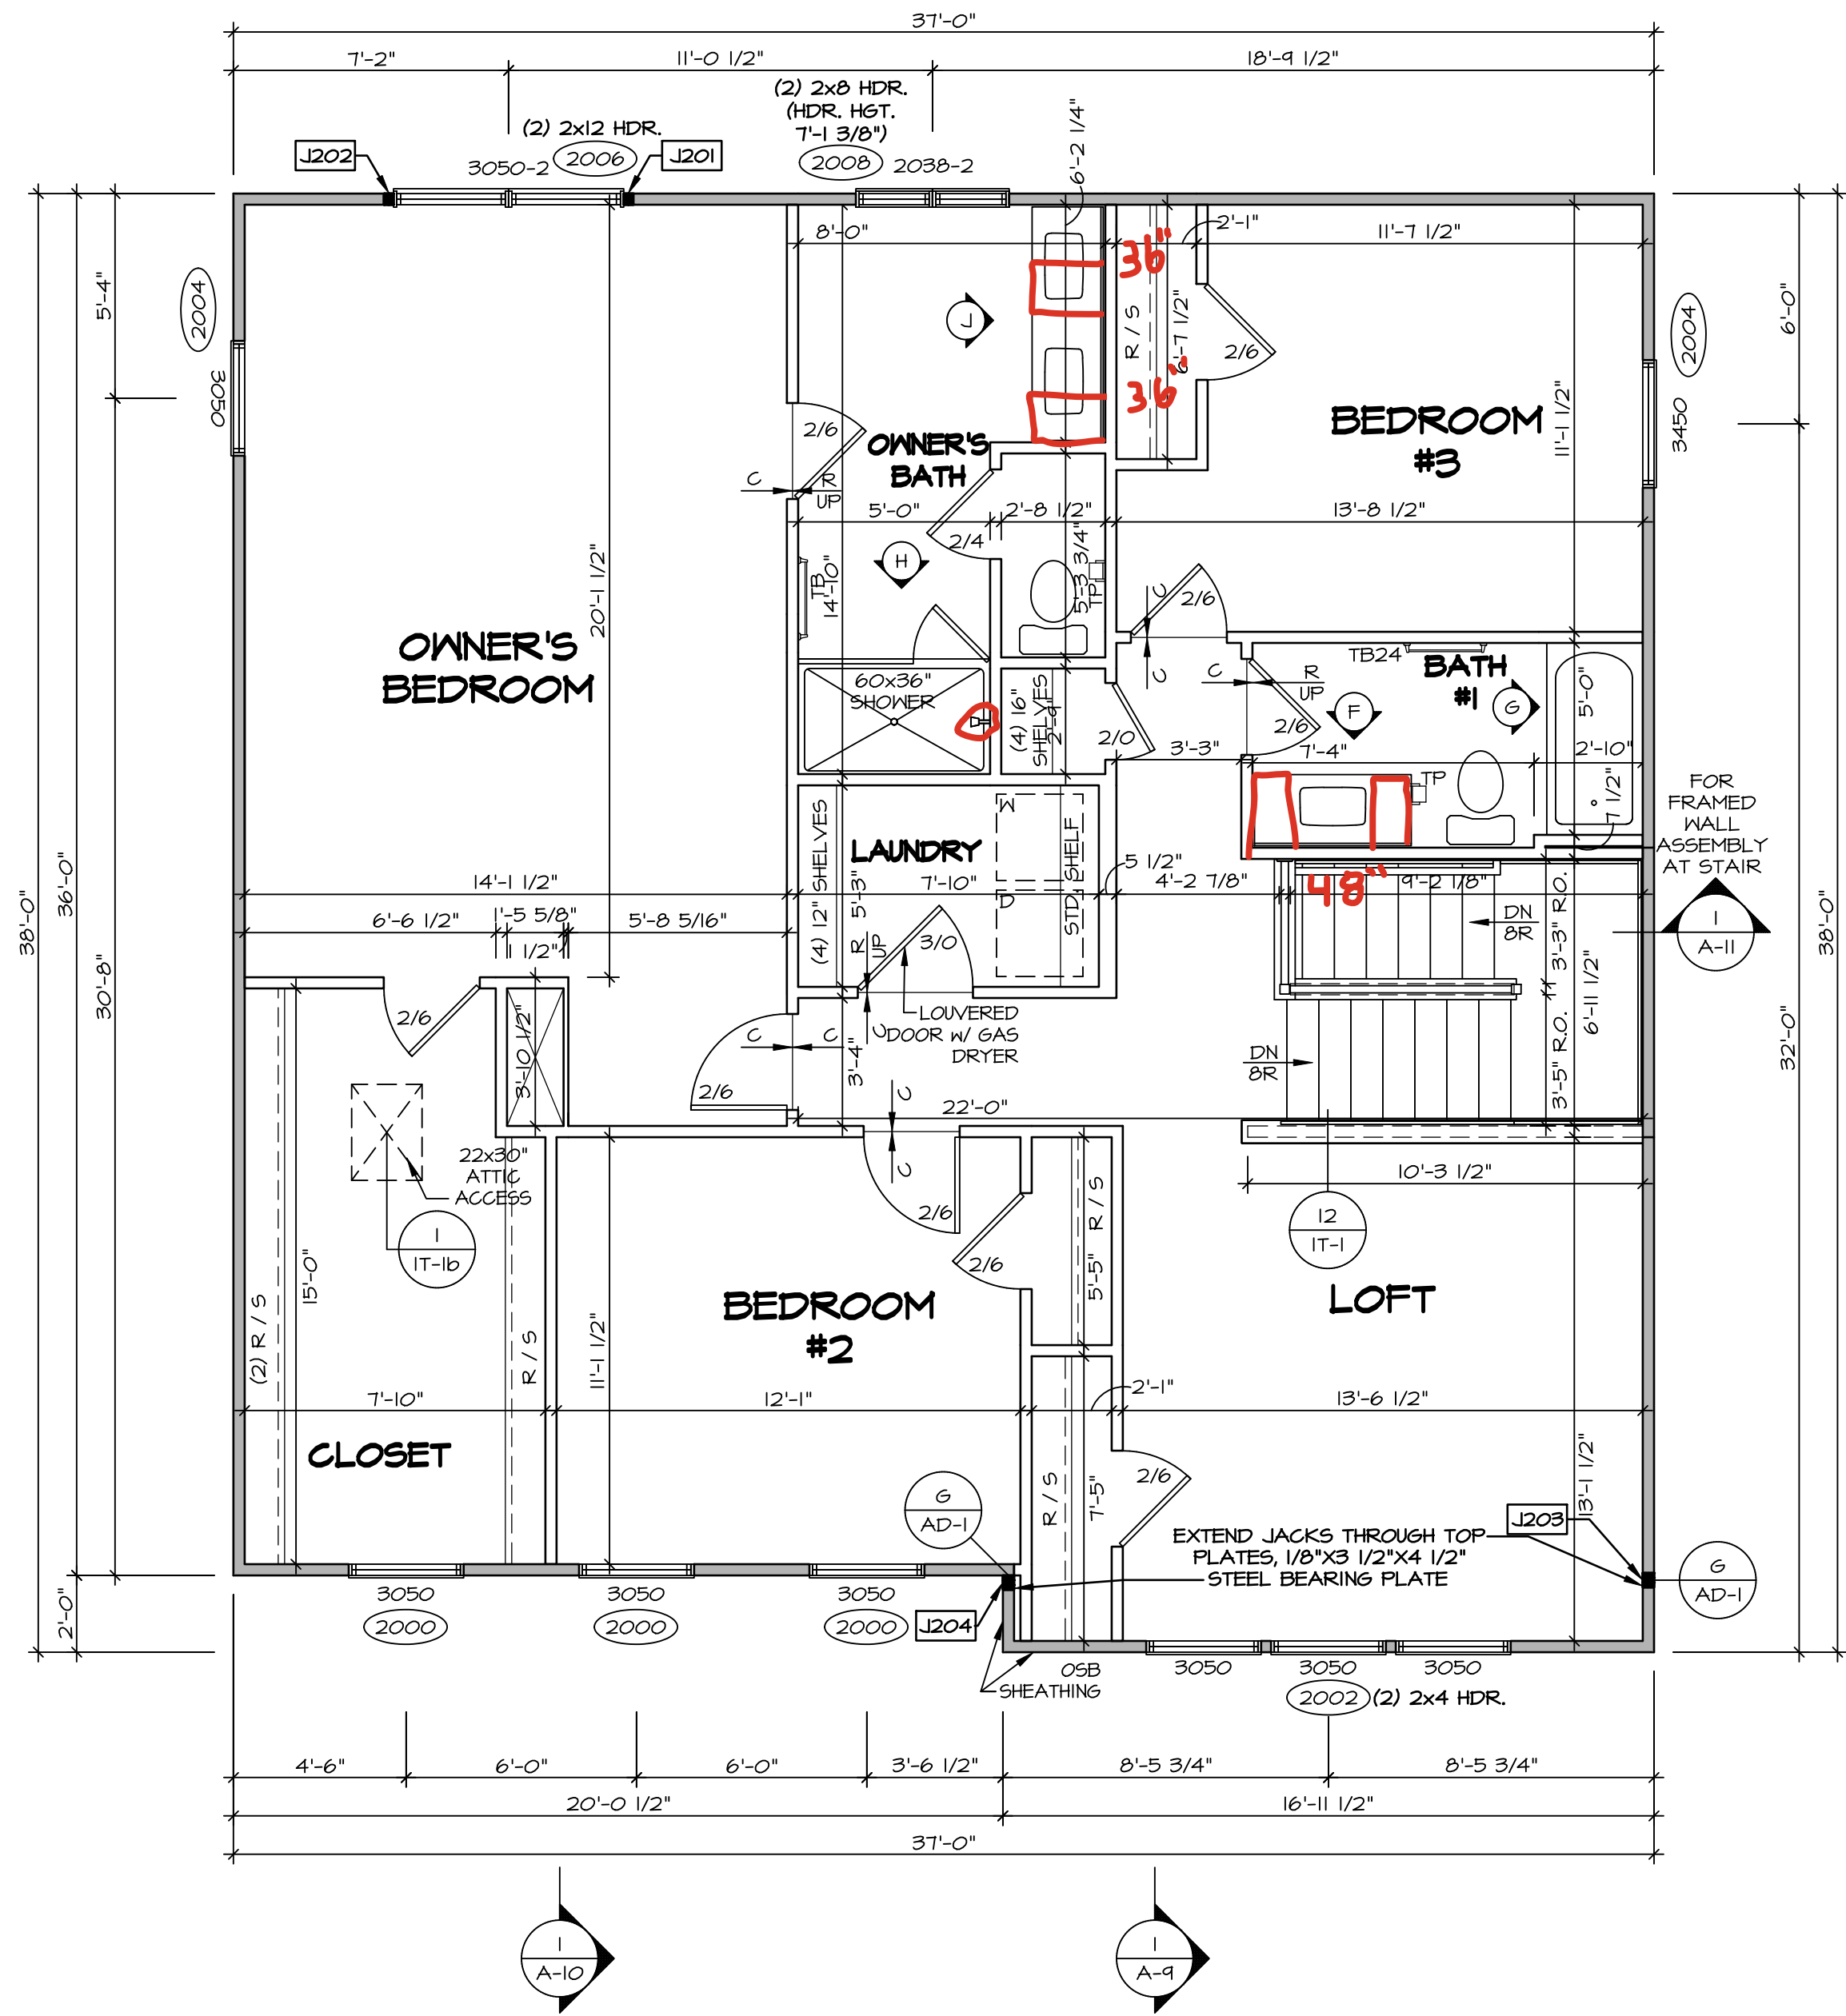 37'-0"
7'-2"
11'-0 1/2"
18'-9 1/2"
(2) 2x8 HDR.
(HDR. HGT.
7'-1 3/8")
(2) 2x12 HDR.
6'-2 1/4"
J202
3050-2
2006
J201
2008
2038-2
8'-0"
36"
2'-1"
11'-7 1/2"
5'-4"
2004
3050
L
R / S
6'-7 1/2"
2/6
36"
2004
3450
6'-0"
2/6
OWNER'S
BATH
BEDROOM
#3
11'-1 1/2"
C
R
UP
5'-0"
2'-8 1/2"
13'-8 1/2"
2/4
H
TB
14'-10"
5'-3 3/4"
TP
20'-1 1/2"
C
2/6
C
OWNER'S
BEDROOM
60x36"
SHOWER
(4) 16"
SHELVES
2'-9"
2/0
3'-3"
C
R
UP
2/6
TB24
BATH
#1
F
G
5'-0"
7'-4"
2'-10"
TP
7 1/2"
FOR
FRAMED
WALL
ASSEMBLY
AT STAIR
1
A-11
38'-0"
36'-0"
30'-8"
(4) 12" SHELVES
LAUNDRY
W
D
STD. SHELF
5 1/2"
14'-1 1/2"
7'-10"
4'-2 7/8"
48"
9'-2 1/8"
5'-3"
6'-6 1/2"
1'-5 5/8"
1 1/2"
5'-8 5/16"
R
UP
3/0
DN
8R
3'-3" R.O.
6'-11 1/2"
38'-0"
32'-0"
2/6
3'-10 1/2"
C
C
C
LOUVERED
DOOR W/ GAS
DRYER
3'-4"
DN
8R
3'-5" R.O.
2/6
C
C
22'-0"
22x30"
ATTIC
ACCESS
1
1T-1b
10'-3 1/2"
12
1T-1
2/6
2/6
R / S
5'-5"
LOFT
BEDROOM
#2
15'-0"
(2) R / S
R / S
11'-1 1/2"
7'-10"
12'-1"
2'-1"
13'-6 1/2"
CLOSET
G
AD-1
R / S
7'-5"
2/6
J203
13'-1 1/2"
EXTEND JACKS THROUGH TOP
PLATES, 1/8"X3 1/2"X4 1/2"
STEEL BEARING PLATE
G
AD-1
2'-0"
3050
3050
3050
2000
2000
2000
J204
OSB
SHEATHING
3050
3050
3050
2002
(2) 2x4 HDR.
4'-6"
6'-0"
6'-0"
3'-6 1/2"
8'-5 3/4"
8'-5 3/4"
20'-0 1/2"
16'-11 1/2"
37'-0"
1
A-10
1
A-9